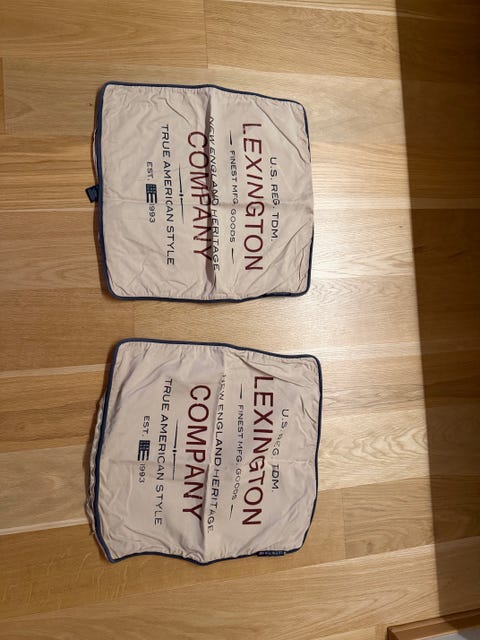 U.S. REG. TDM.
LEXINGTON
FINEST MFG. GOODS
NEW ENGLAND HERITAGE
COMPANY
TRUE AMERICAN STYLE
EST. 1993
U.S. REG. TDM.
LEXINGTON
FINEST MFG. GOODS
NEW ENGLAND HERITAGE
COMPANY
TRUE AMERICAN STYLE
EST. 1993